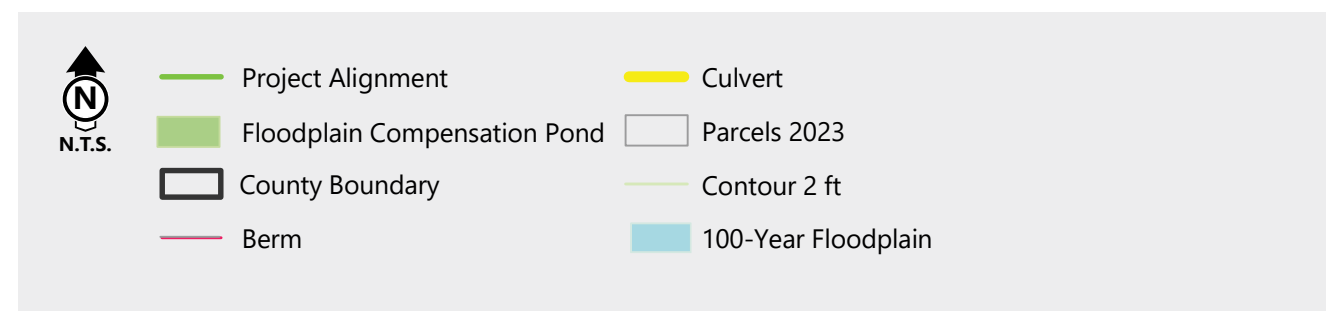 N
N.T.S.
Project Alignment
Floodplain Compensation Pond
County Boundary
Berm
Culvert
Parcels 2023
Contour 2 ft
100-Year Floodplain